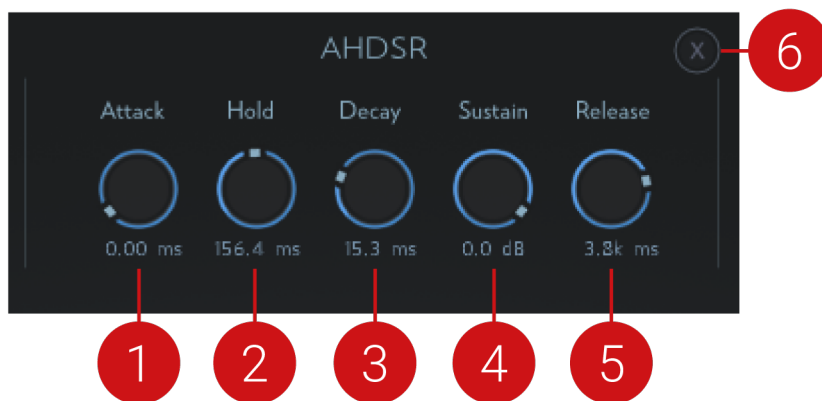 AHDSR
X
6
Attack Hold Decay Sustain Release
0.00 ms 156.4 ms 15.3 ms 0.0 dB 3.8k ms
1 2 3 4 5